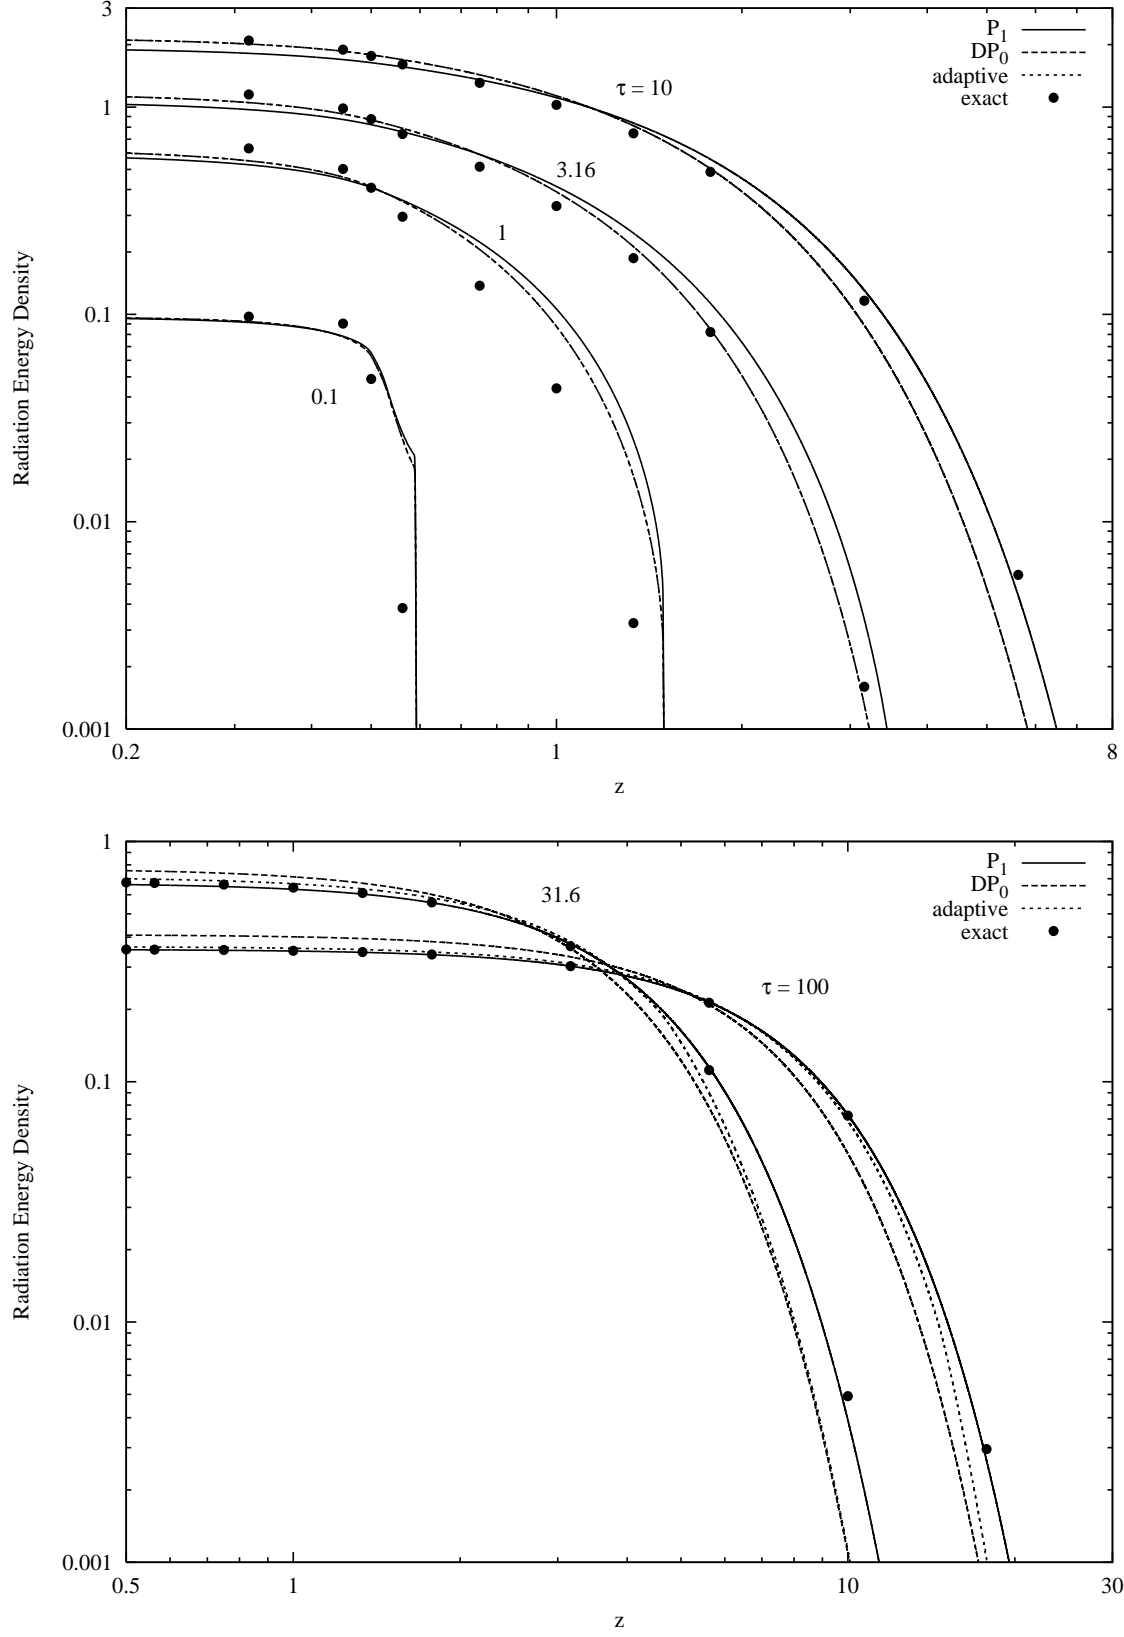 3
P1
DP0
adaptive
exact
τ = 10
1
3.16
1
Radiation Energy Density
0.1
0.1
0.01
0.001
0.2
1
8
z
1
P1
DP0
adaptive
exact
31.6
τ = 100
0.1
Radiation Energy Density
0.01
0.001
0.5
1
10
30
z